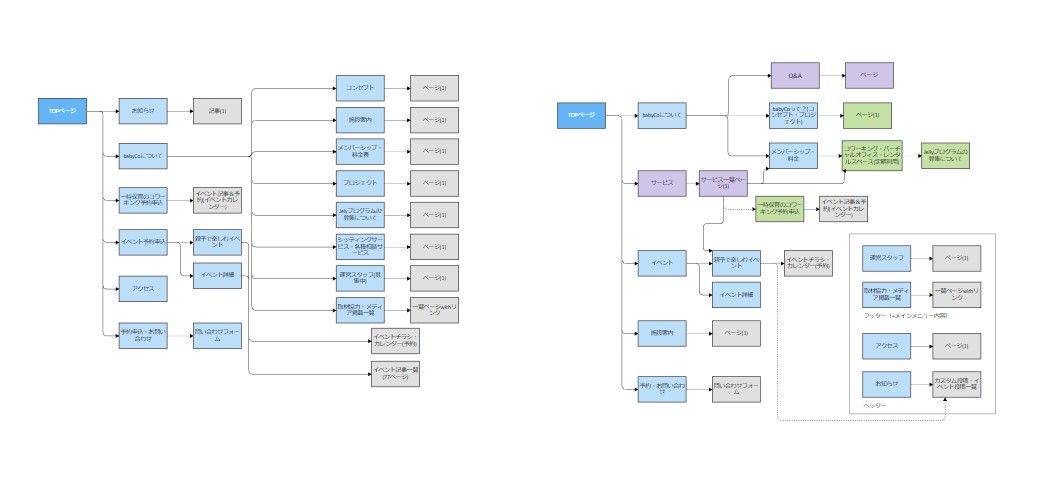 TOPページ
お知らせ
記事(1)
babyCoについて
一時保育のコワー
キング予約申込
イベント記事&予
約(イベントカレ
ンダー)
イベント予約申込
親子で楽しむイベ
ント
イベント詳細
アクセス
予約申込・お問い
合わせ
問い合わせフォー
ム
コンセプト
ページ(1)
施設案内
ページ(1)
メンバーシップ・
料金表
ページ(1)
プロジェクト
ページ(1)
プログラムの
募集について
ページ(1)
シッティングサー
ビス・各種相談サ
ービス
ページ(1)
運営スタッフ(募
集中)
ページ(1)
取材協力・メディ
ア掲載一覧
一覧ページwithリ
ンク
イベントチラシ・
カレンダー(予約)
イベント記事一覧
ページ)
TOPページ
babyCoについて
Q&A
ページ
babyCoって?(コ
ンセプト・プロジ
ェクト)
ページ(1)
メンバーシップ・
料金
コワーキング・バーチ
ャルオフィス・レンタ
ルスペース(定期利用)
プログラムの
募集について
サービス
サービス一覧ペー
ジ(1)
一時保育のコワー
キング予約申込
イベント記事&予
約(イベントカレ
ンダー)
イベント
親子で楽しむイベ
ント
イベントチラシ・
カレンダー(予約)
イベント詳細
施設案内
ページ(1)
予約・お問い合わ
せ
問い合わせフォー
ム
運営スタッフ
ページ(1)
取材協力・メディ
ア掲載一覧
一覧ページwithリ
ンク
フッター(+メインメニュー内容)
アクセス
ページ(1)
お知らせ
カスタム投稿・イ
ベント投稿一覧
ヘッダー